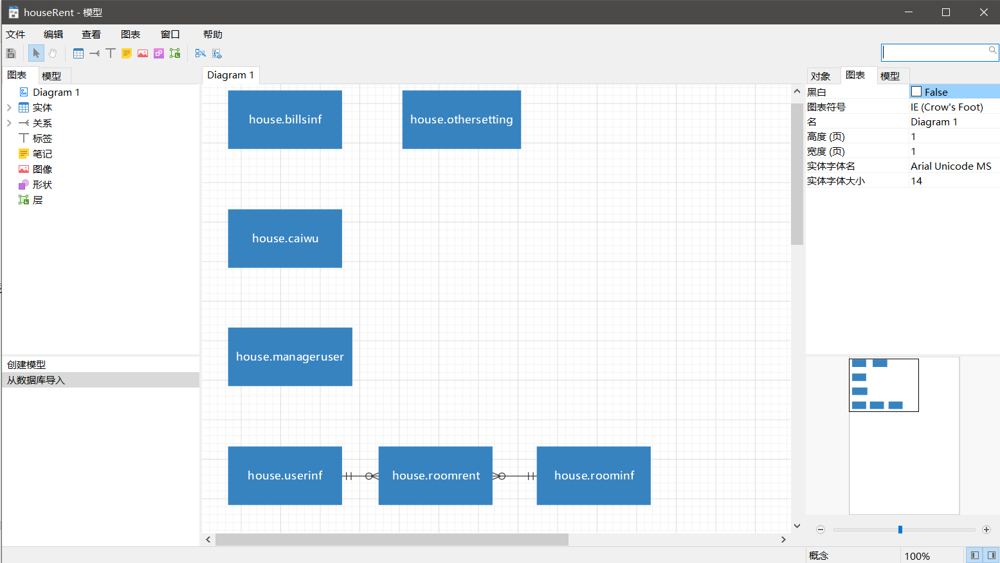 houseRent - 模型
文件 编辑 查看 图表 窗口 帮助
图表 模型
Diagram 1
实体
关系
标签
笔记
图像
形状
层
创建模型
从数据库导入
Diagram 1
house.billsinf
house.othersetting
house.caiwu
house.manageruser
house.userinf
house.roomrent
house.roominf
对象 图表 模型
黑白 False
图表符号 IE (Crow's Foot)
名 Diagram 1
高度 (页) 1
宽度 (页) 1
实体字体名 Arial Unicode MS
实体字体大小 14
概念 100%